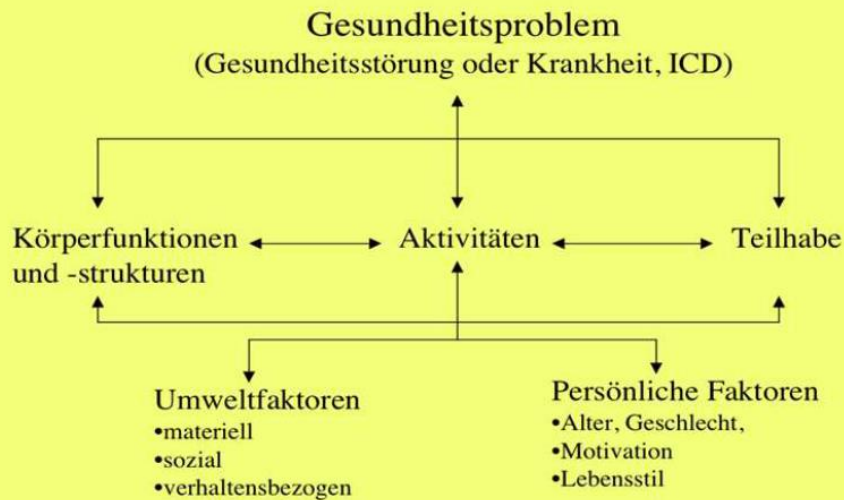 Gesundheitsproblem
(Gesundheitsstörung oder Krankheit, ICD)
Körperfunktionen
und -strukturen
Aktivitäten
Teilhabe
Umweltfaktoren
•materiell
•sozial
•verhaltensbezogen
Persönliche Faktoren
•Alter, Geschlecht,
•Motivation
•Lebensstil